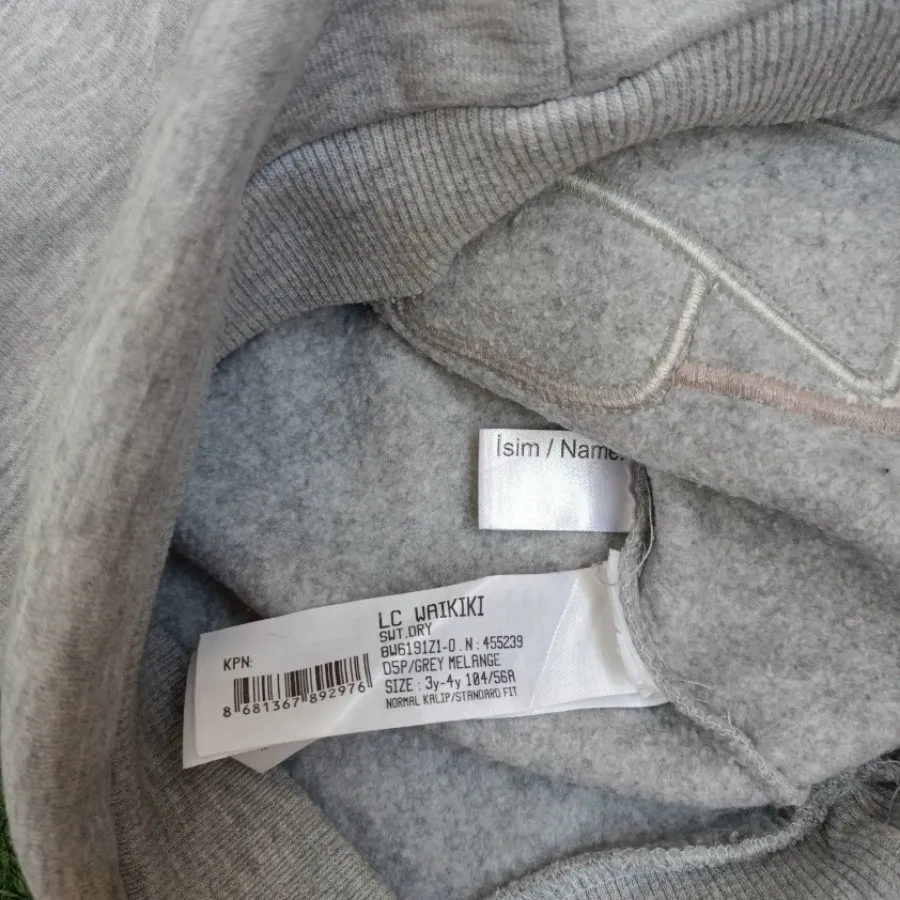 İsim / Name:
KPN:
8 681367 892976
LC WAIKIKI
SWT.DRY
8W6191Z1-O.N:455239
D5P/GREY MELANGE
SIZE : 3y-4y 104/56A
NORMAL KALIP/STANDARD FIT